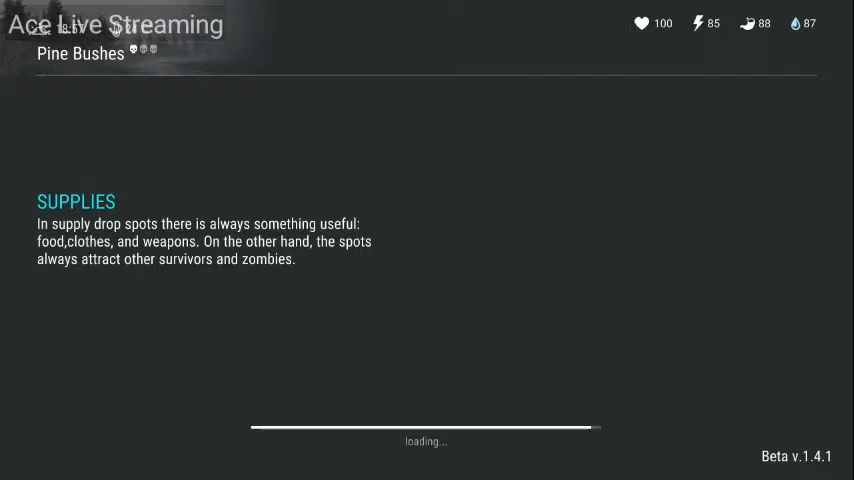 Ace Live Streaming
18:57
100 85 88 87
Pine Bushes
SUPPLIES
In supply drop spots there is always something useful:
food,clothes, and weapons. On the other hand, the spots
always attract other survivors and zombies.
loading...
Beta v.1.4.1